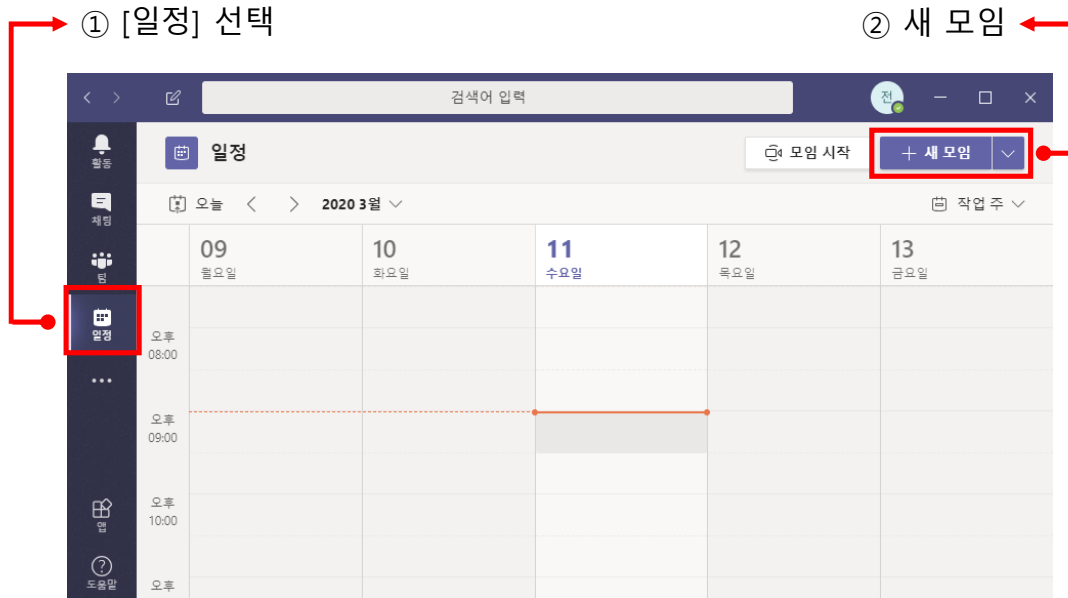 ① [일정] 선택
② 새 모임
검색어 입력
전
활동
일정
모임 시작
새 모임
채팅
오늘
2020 3월
작업 주
팀
09
월요일
10
화요일
11
수요일
12
목요일
13
금요일
일정
오후
08:00
오후
09:00
오후
10:00
앱
도움말
오후